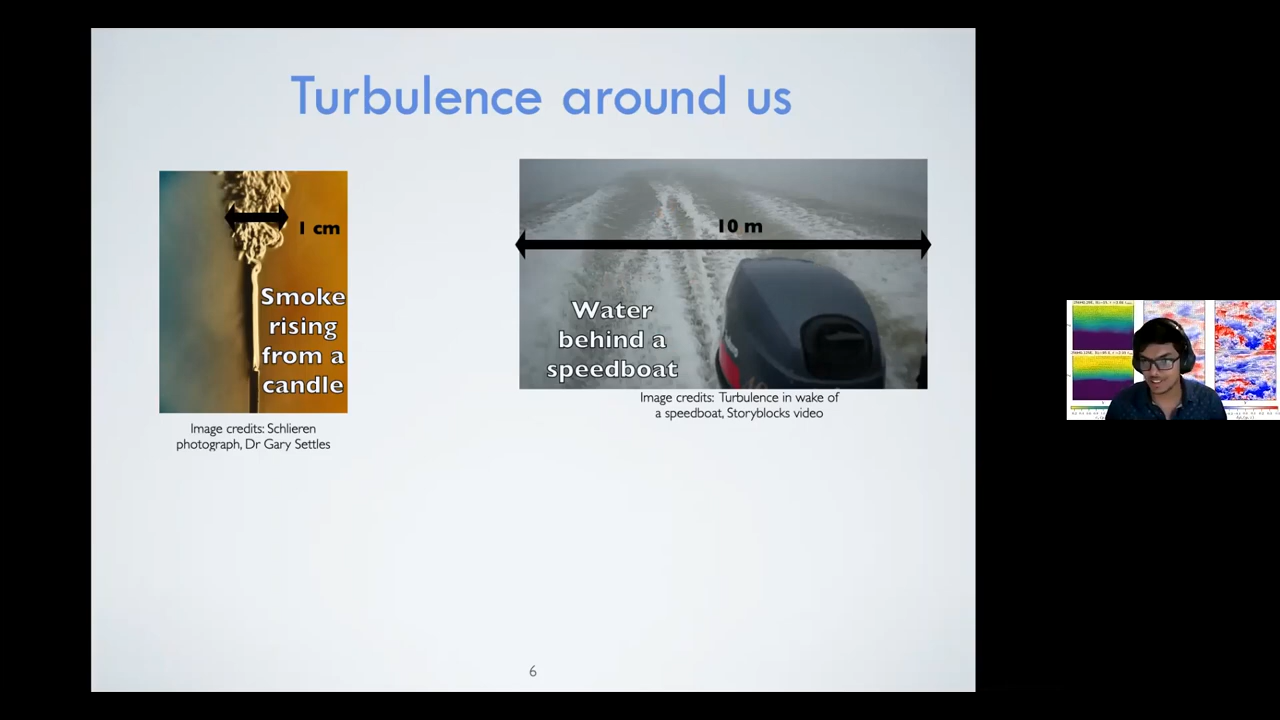 Turbulence around us
1 cm
Smoke
rising
from a
candle
Image credits: Schlieren
photograph, Dr Gary Settles
10 m
Water
behind a
speedboat
Image credits: Turbulence in wake of
a speedboat, Storyblocks video
6